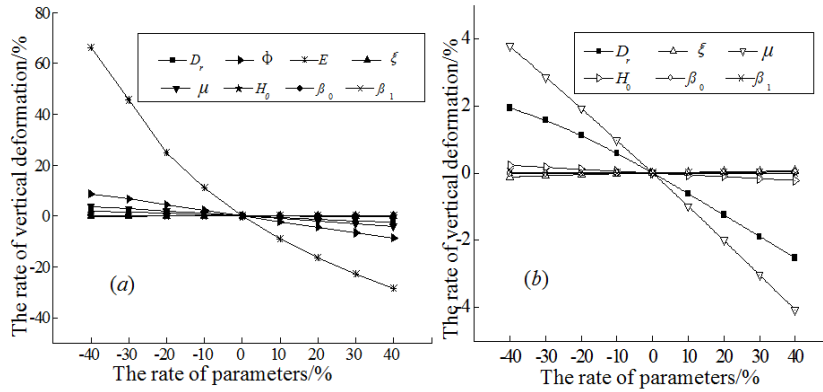 The rate of vertical deformation/%
80
60
40
20
0
-20
-40
D_r Φ E ξ
μ H_0 β_0 β_1
(a)
-40 -30 -20 -10 0 10 20 30 40
The rate of parameters/%
The rate of vertical deformation/%
4
2
0
-2
-4
D_r ξ μ
H_0 β_0 β_1
(b)
-40 -30 -20 -10 0 10 20 30 40
The rate of parameters/%